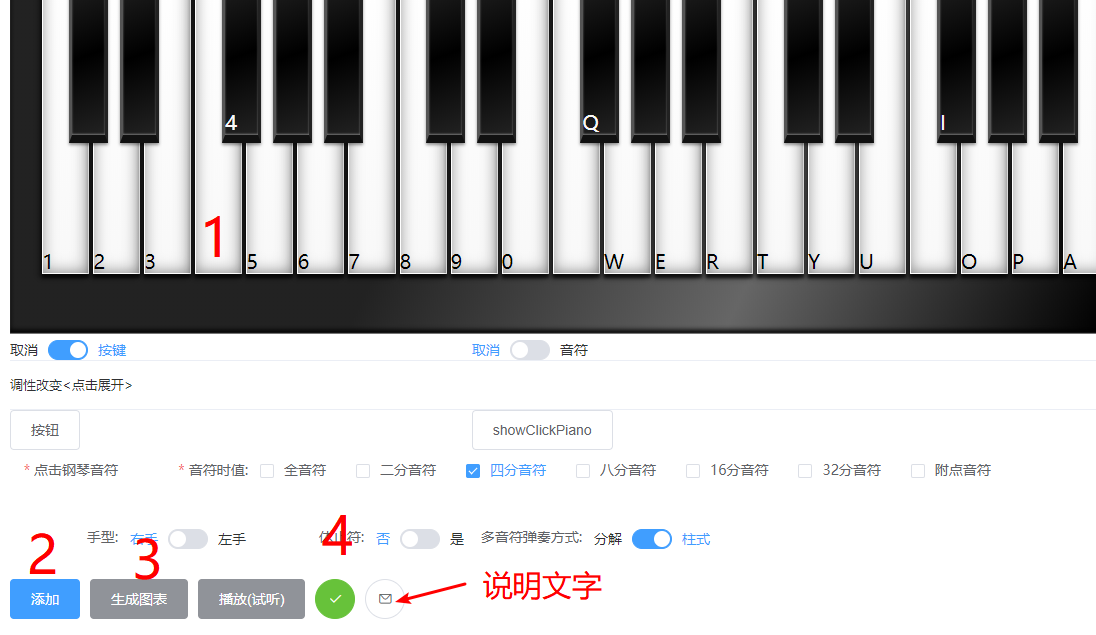 4 Q I
1
1 2 3 5 6 7 8 9 0 W E R T Y U O P A
取消 按键 取消 音符
调性改变<点击展开>
按钮 showClickPiano
* 点击钢琴音符 * 音符时值: 全音符 二分音符 四分音符 八分音符 16分音符 32分音符 附点音符
手型: 右手 左手 符: 否 是 多音符弹奏方式: 分解 柱式
2 3 4
说明文字
添加 生成图表 播放(试听)